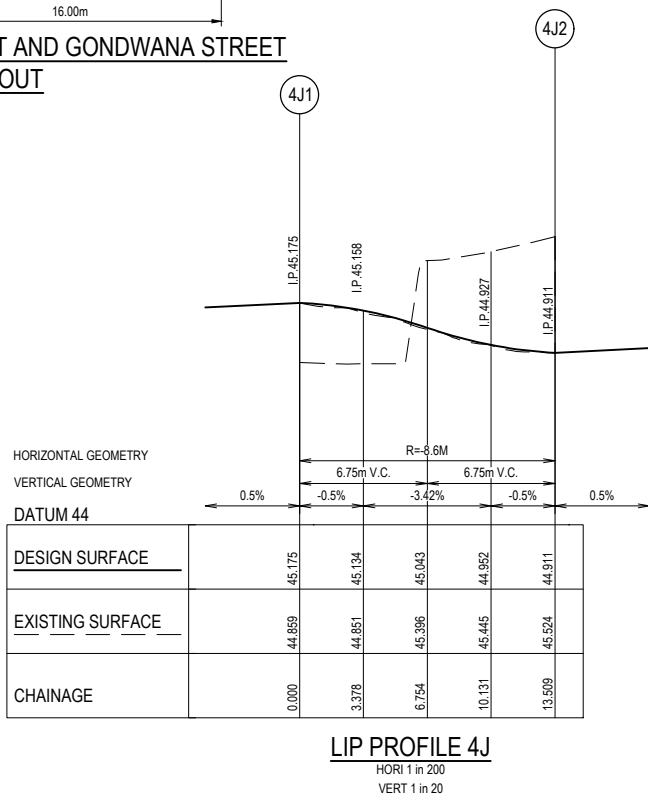 16.00m
T AND GONDWANA STREET
OUT
4J1
4J2
I.P.45.175
I.P.45.158
I.P.44.927
I.P.44.911
HORIZONTAL GEOMETRY
R=-8.6M
VERTICAL GEOMETRY
6.75m V.C.
6.75m V.C.
0.5%
-0.5%
-3.42%
-0.5%
0.5%
DATUM 44
DESIGN SURFACE
45.175
45.134
45.043
44.952
44.911
EXISTING SURFACE
44.859
44.851
45.396
45.445
45.524
CHAINAGE
0.000
3.378
6.754
10.131
13.509
LIP PROFILE 4J
HORI 1 in 200
VERT 1 in 20